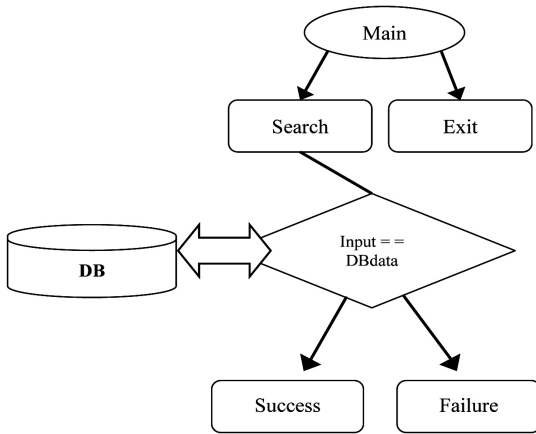 Main
Search
Exit
Input = =
DBdata
DB
Success
Failure